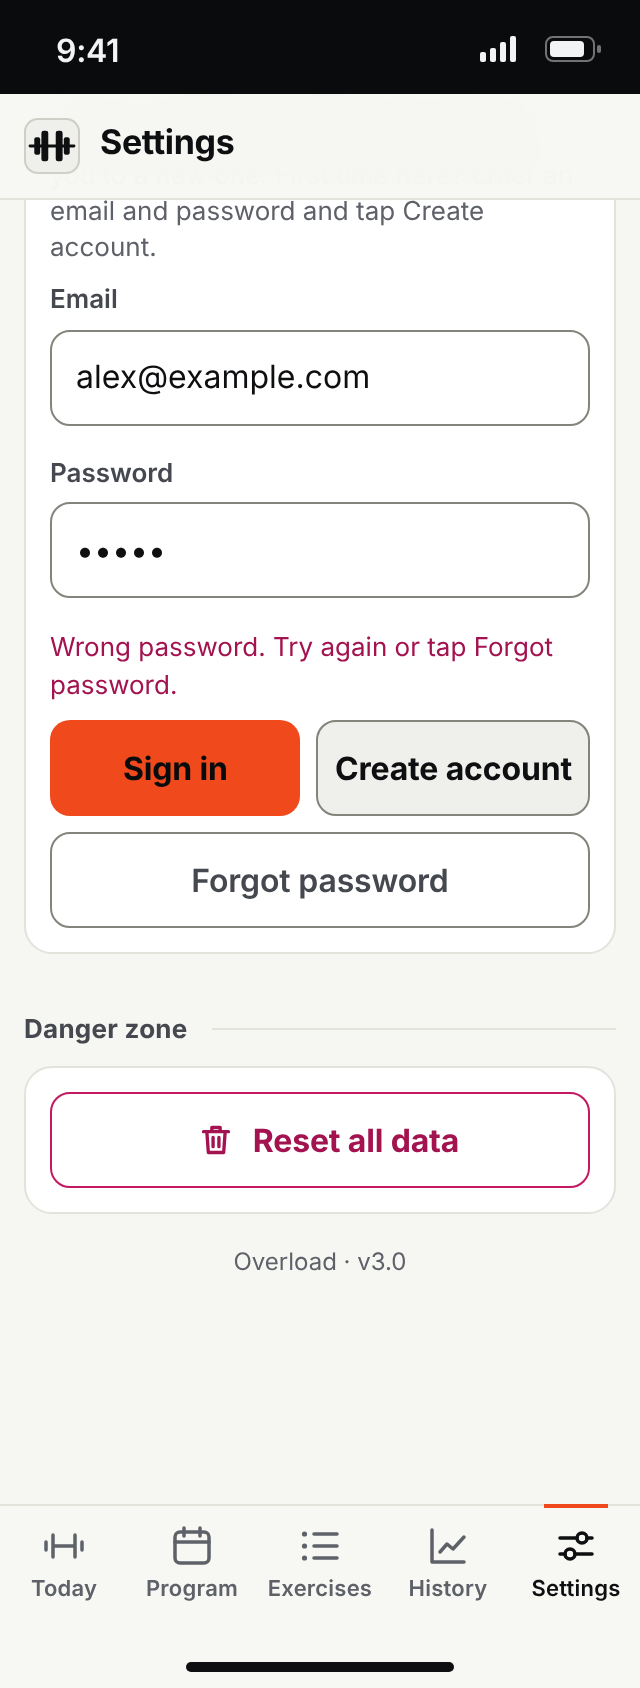 9:41
Settings
email and password and tap Create
account.
Email
alex@example.com
Password
•••••
Wrong password. Try again or tap Forgot
password.
Sign in
Create account
Forgot password
Danger zone
Reset all data
Overload · v3.0
Today
Program
Exercises
History
Settings